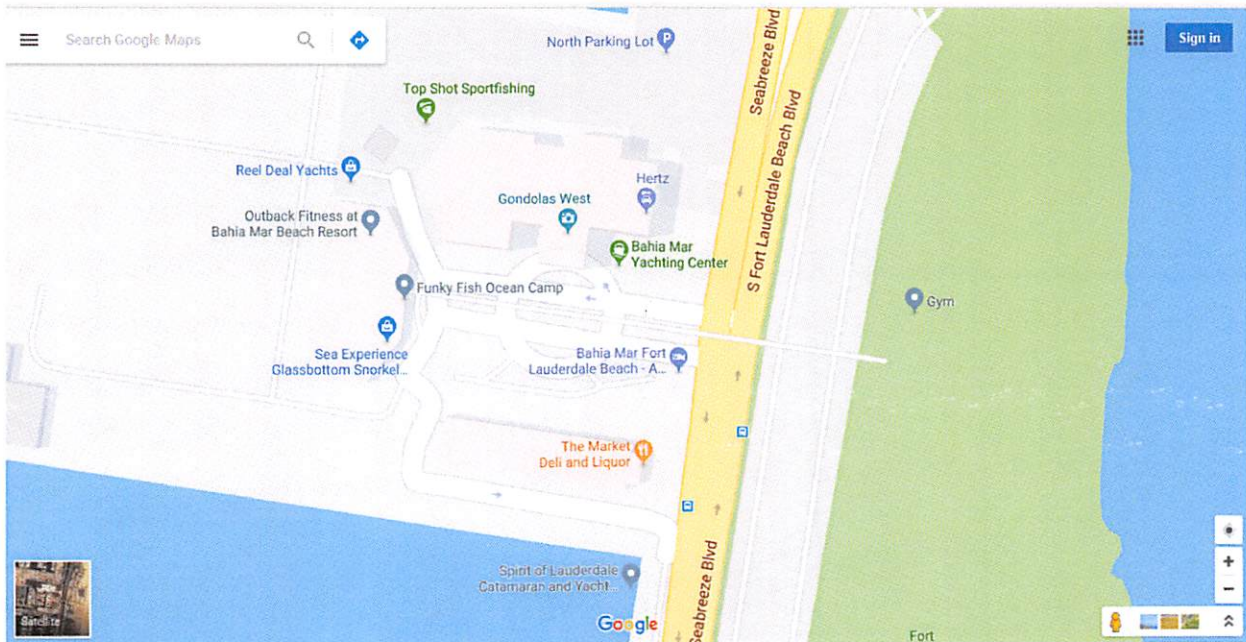 Search Google Maps
Sign in
North Parking Lot
Seabreeze Blvd
Top Shot Sportfishing
S Fort Lauderdale Beach Blvd
Reel Deal Yachts
Hertz
Gondolas West
Outback Fitness at
Bahia Mar Beach Resort
Bahia Mar
Yachting Center
Funky Fish Ocean Camp
Gym
Sea Experience
Glassbottom Snorkel...
Bahia Mar Fort
Lauderdale Beach - A...
The Market
Deli and Liquor
Seabreeze Blvd
Spirit of Lauderdale
Catamaran and Yacht...
Satellite
Google
Fort